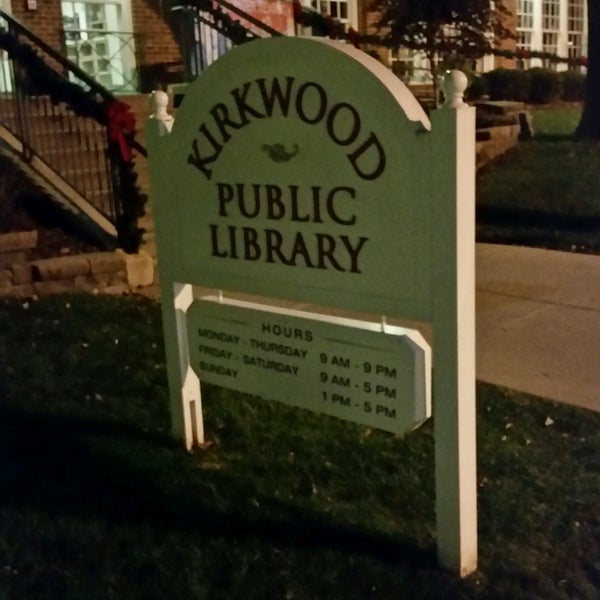 KIRKWOOD
PUBLIC
LIBRARY
HOURS
MONDAY - THURSDAY 9 AM - 9 PM
FRIDAY - SATURDAY 9 AM - 5 PM
SUNDAY 1 PM - 5 PM